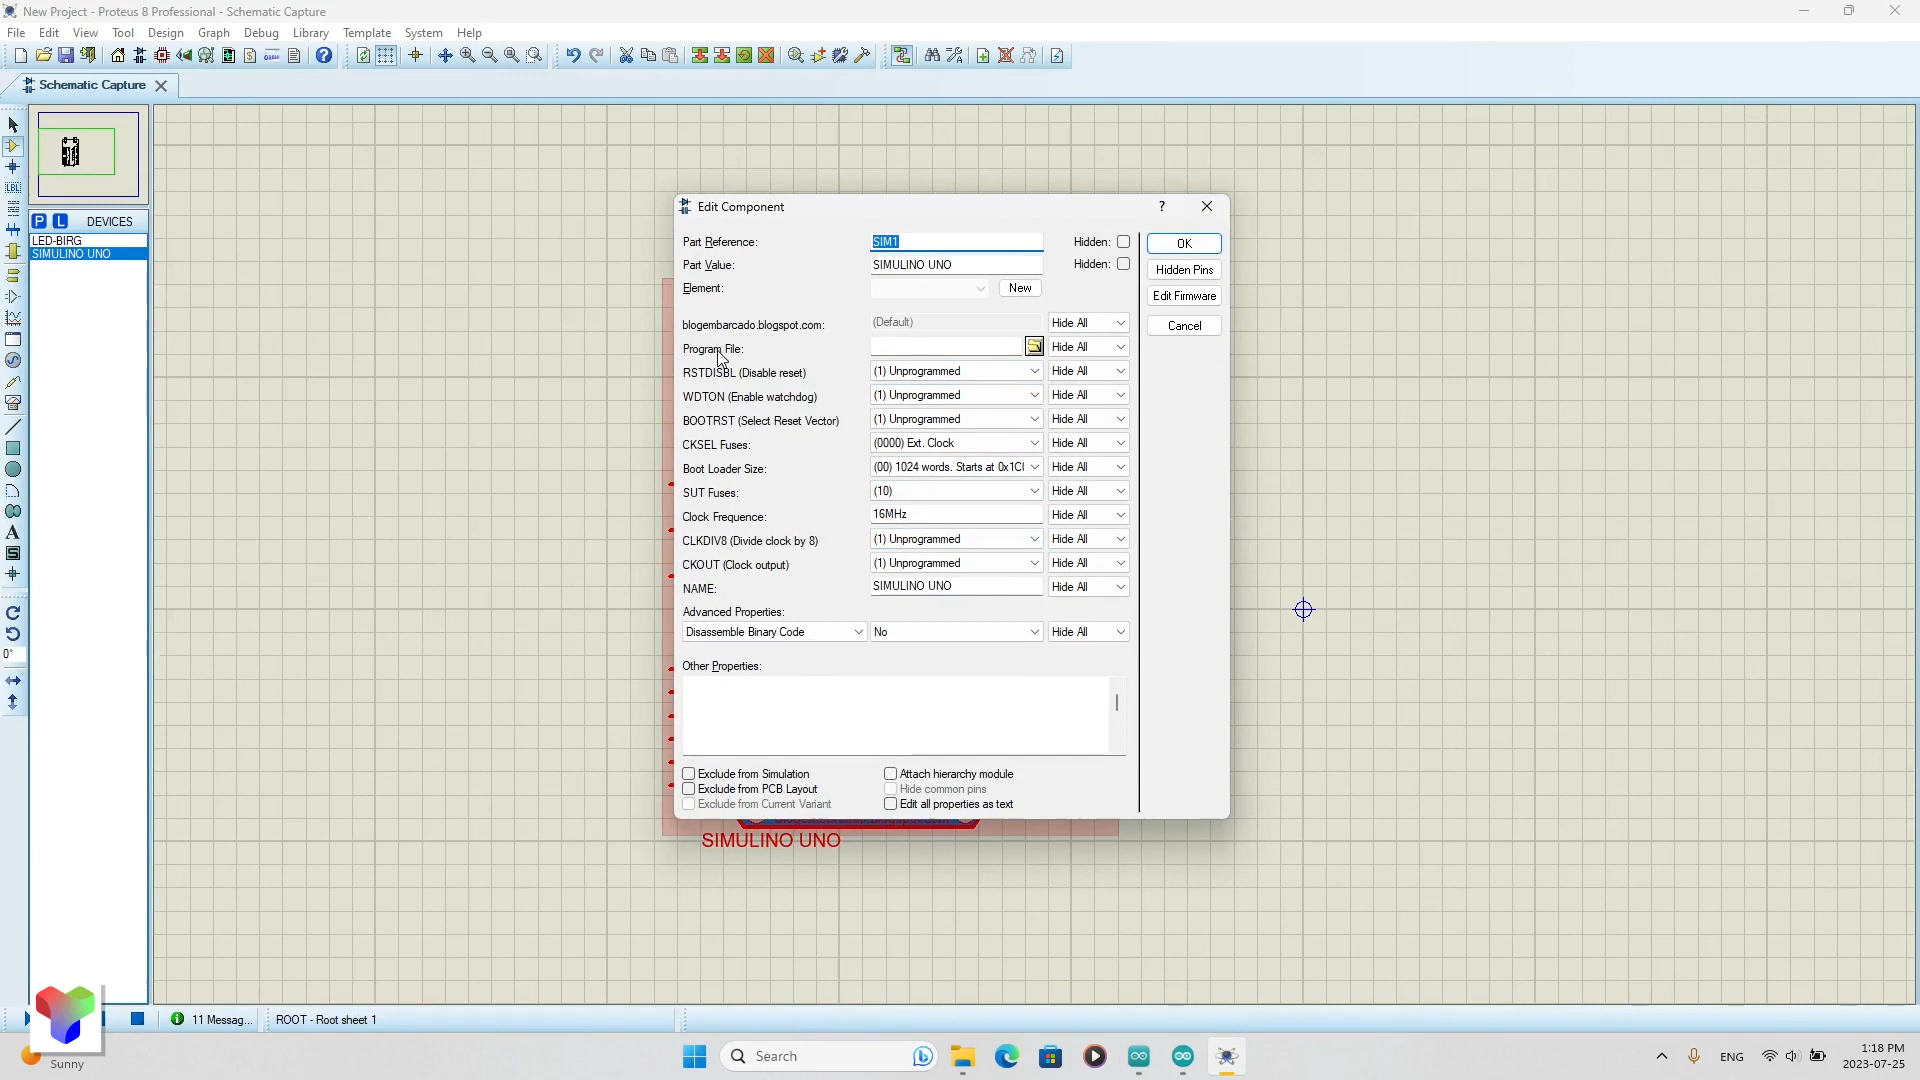 New Project - Proteus 8 Professional - Schematic Capture
File Edit View Tool Design Graph Debug Library Template System Help
Schematic Capture
P L DEVICES
LED-BIRG
SIMULINO UNO
Edit Component ?
Part Reference: SIM1 Hidden: OK
Part Value: SIMULINO UNO Hidden:
Hidden Pins
Element: New
Edit Firmware
blogembarcado.blogspot.com: (Default) Hide All
Cancel
Program File: Hide All
RSTDISBL (Disable reset) (1) Unprogrammed Hide All
WDTON (Enable watchdog) (1) Unprogrammed Hide All
BOOTRST (Select Reset Vector) (1) Unprogrammed Hide All
CKSEL Fuses: (0000) Ext. Clock Hide All
Boot Loader Size: (00) 1024 words. Starts at 0x1C( Hide All
SUT Fuses: (10) Hide All
Clock Frequence: 16MHz Hide All
CLKDIV8 (Divide clock by 8) (1) Unprogrammed Hide All
CKOUT (Clock output) (1) Unprogrammed Hide All
NAME: SIMULINO UNO Hide All
Advanced Properties:
Disassemble Binary Code No Hide All
Other Properties:
Exclude from Simulation Attach hierarchy module
Exclude from PCB Layout Hide common pins
Exclude from Current Variant Edit all properties as text
SIMULINO UNO
0°
11 Messag... ROOT - Root sheet 1
Sunny
Search
ENG
1:18 PM
2023-07-25